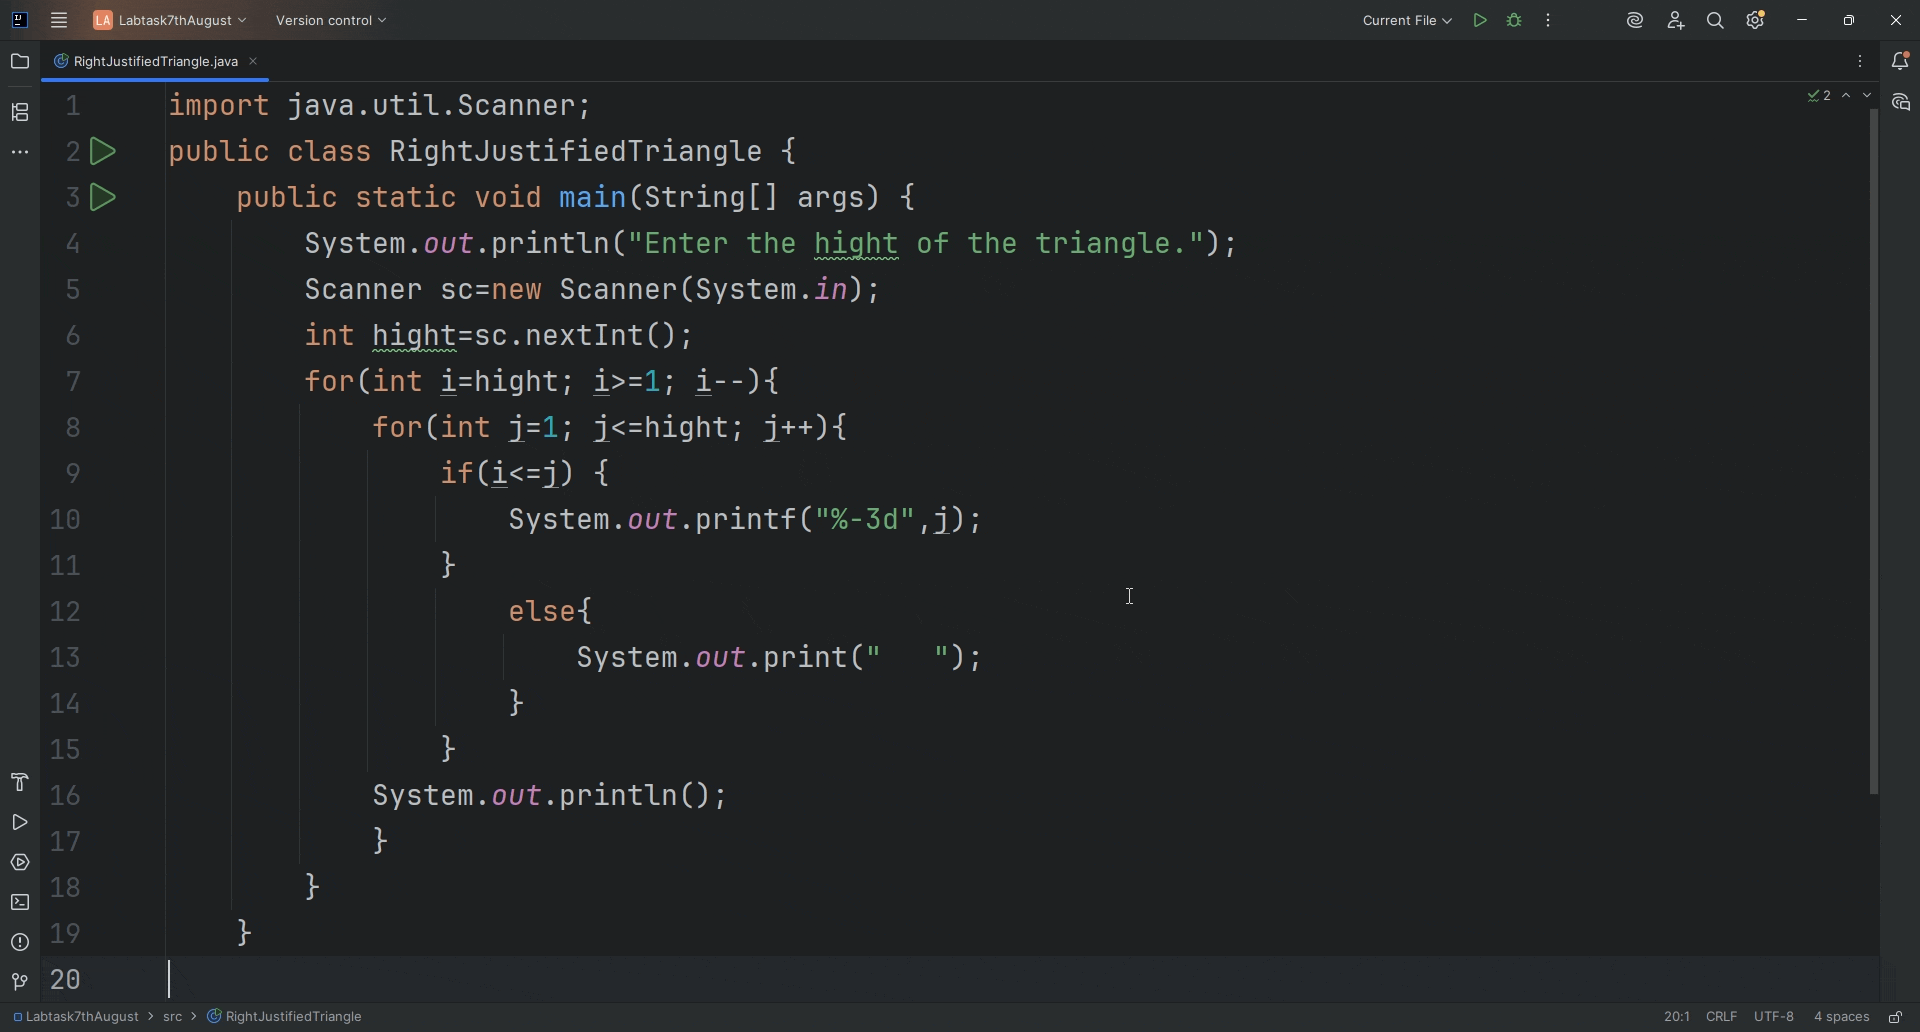 LA Labtask7thAugust Version control Current File
RightJustifiedTriangle.java
2
1 import java.util.Scanner;
2 public class RightJustifiedTriangle {
3 public static void main(String[] args) {
4 System.out.println("Enter the hight of the triangle.");
5 Scanner sc=new Scanner(System.in);
6 int hight=sc.nextInt();
7 for(int i=hight; i>=1; i--){
8 for(int j=1; j<=hight; j++){
9 if(i<=j) {
10 System.out.printf("%-3d",j);
11 }
12 else{
13 System.out.print("   ");
14 }
15 }
16 System.out.println();
17 }
18 }
19 }
20
Labtask7thAugust > src > RightJustifiedTriangle 20:1 CRLF UTF-8 4 spaces